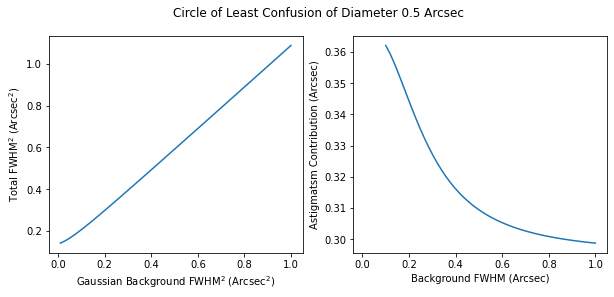 Circle of Least Confusion of Diameter 0.5 Arcsec
Total FWHM² (Arcsec²)
1.0
0.8
0.6
0.4
0.2
0.0 0.2 0.4 0.6 0.8 1.0
Gaussian Background FWHM² (Arcsec²)
Astigmatsm Contribution (Arcsec)
0.36
0.35
0.34
0.33
0.32
0.31
0.30
0.0 0.2 0.4 0.6 0.8 1.0
Background FWHM (Arcsec)